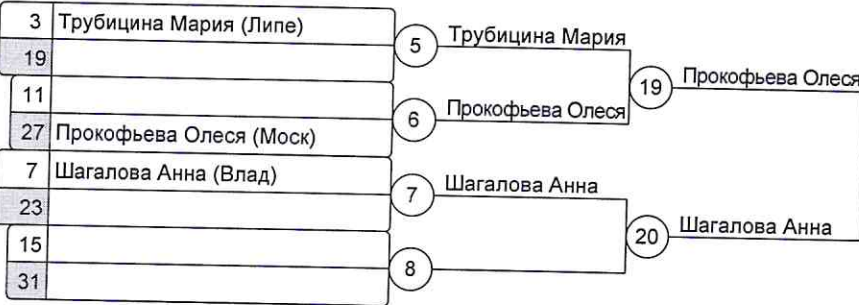 3 Трубицина Мария (Липе)
19
11
27 Прокофьева Олеся (Моск)
7 Шагалова Анна (Влад)
23
15
31
5 Трубицина Мария
6 Прокофьева Олеся
7 Шагалова Анна
8
19 Прокофьева Олеся
20 Шагалова Анна